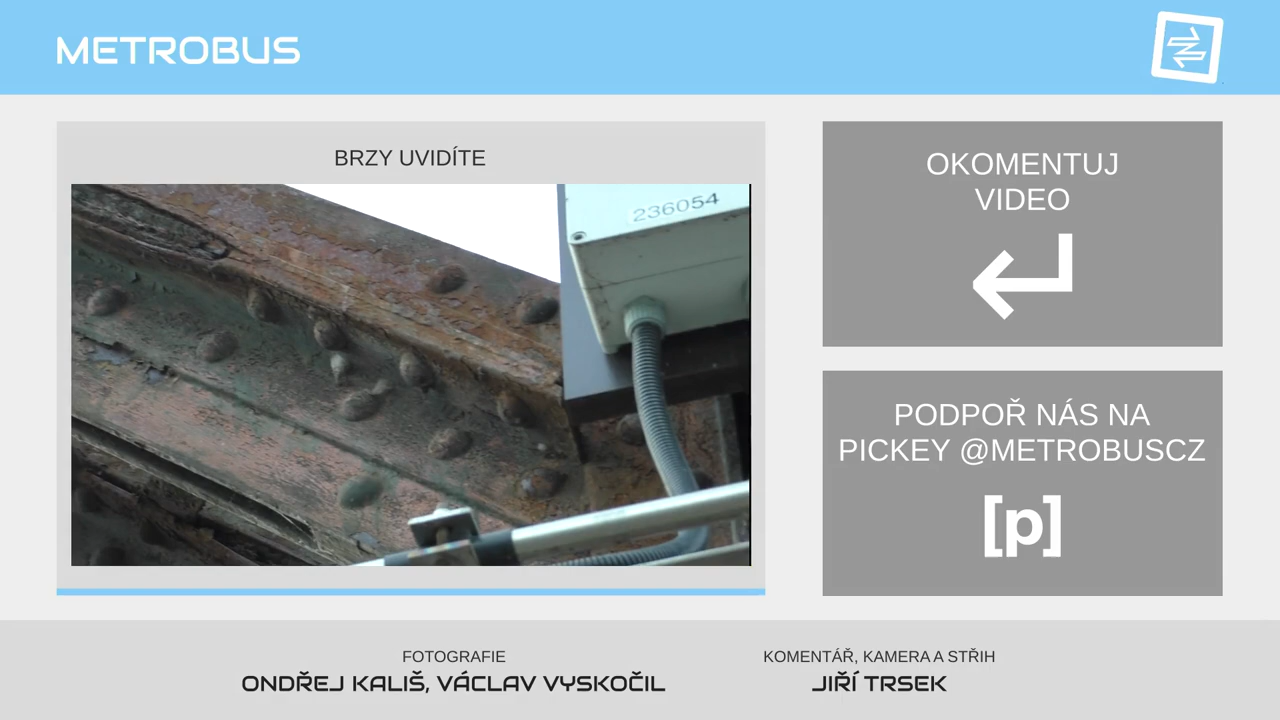 METROBUS
BRZY UVIDÍTE
236054
OKOMENTUJ
VIDEO
PODPOŘ NÁS NA
PICKEY @METROBUSCZ
[p]
FOTOGRAFIE
ONDŘEJ KALIŠ, VÁCLAV VYSKOČIL
KOMENTÁŘ, KAMERA A STŘIH
JIŘÍ TRSEK